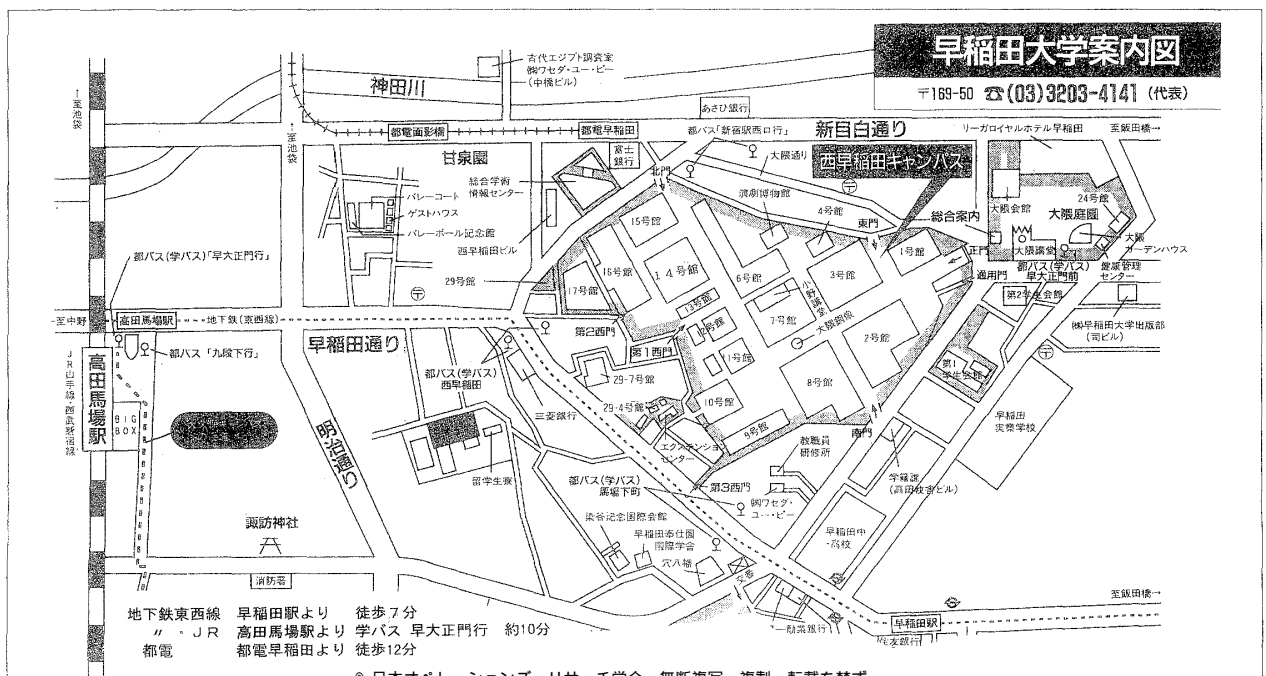 早稲田大学案内図
〒169-50 ☎(03)3203-4141 (代表)
↑至池袋
神田川
古代エジプト調査室
㈱ワセダ・ユー・ピー
(中橋ビル)
あさひ銀行
都電面影橋
都電早稲田
都バス「新宿駅西口行」
新目白通り
リーガロイヤルホテル早稲田
至飯田橋→
↑至池袋
甘泉園
富士
銀行
北門
大隈通り
西早稲田キャンパス
総合学術
情報センター
演劇博物館
バレーコート
ゲストハウス
バレーボール記念館
西早稲田ビル
15号館
4号館
東門
総合案内
大隈会館
24号館
大隈庭園
大隈
ガーデンハウス
都バス(学バス)「早大正門行」
29号館
16号館
14号館
6号館
3号館
1号館
正門
大隈講堂
都バス(学バス)
早大正門前
健康管理
センター
17号館
13号館
小野講堂
適用門
第2学生会館
←至中野
高田馬場駅
地下鉄(東西線)
早稲田通り
第2西門
12号館
7号館
大隈銅像
2号館
㈱早稲田大学出版部
(司ビル)
JR山手線・西武新宿線
都バス「九段下行」
第1西門
11号館
都バス(学バス)
西早稲田
29-7号館
8号館
第1
学生会館
高田馬場駅
BIG
BOX
明治通り
三菱銀行
29-4号館
10号館
9号館
早稲田
実業学校
エクステンション
センター
教職員
研修所
南門
留学生寮
都バス(学バス)
馬場下町
第3西門
㈱ワセダ・
ユー・ピー
(高田牧舎ビル)
諏訪神社
染谷記念国際会館
早稲田奉仕園
国際学舎
穴八幡
早稲田中
・高校
消防署
交番
至飯田橋→
一勧業銀行
早稲田駅
住友銀行
地下鉄東西線 早稲田駅より 徒歩7分
〃 ・JR 高田馬場駅より 学バス 早大正門行 約10分
都電 都電早稲田より 徒歩12分